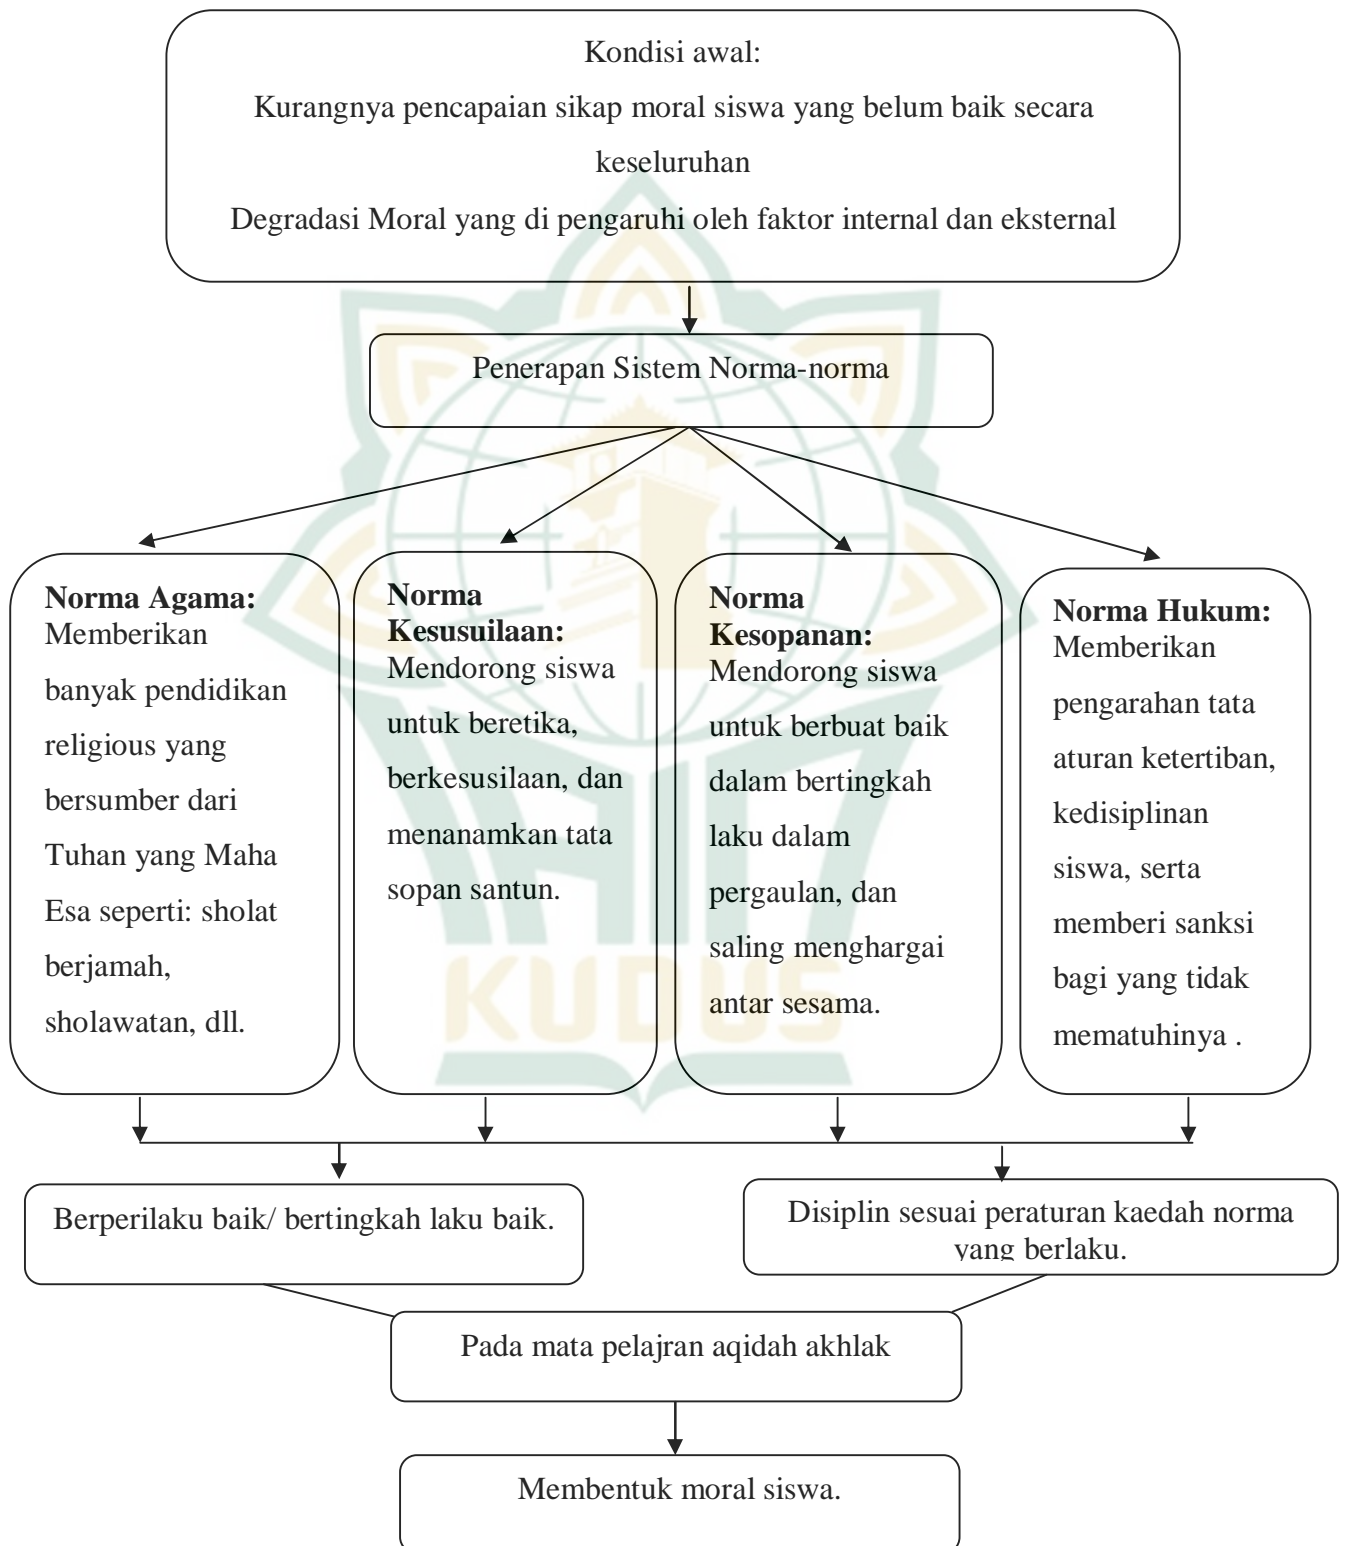 Kondisi awal:
Kurangnya pencapaian sikap moral siswa yang belum baik secara
keseluruhan
Degradasi Moral yang di pengaruhi oleh faktor internal dan eksternal
Penerapan Sistem Norma-norma
Norma Agama:
Memberikan
banyak pendidikan
religious yang
bersumber dari
Tuhan yang Maha
Esa seperti: sholat
berjamah,
sholawatan, dll.
Norma
Kesusuilaan:
Mendorong siswa
untuk beretika,
berkesusilaan, dan
menanamkan tata
sopan santun.
Norma
Kesopanan:
Mendorong siswa
untuk berbuat baik
dalam bertingkah
laku dalam
pergaulan, dan
saling menghargai
antar sesama.
Norma Hukum:
Memberikan
pengarahan tata
aturan ketertiban,
kedisiplinan
siswa, serta
memberi sanksi
bagi yang tidak
mematuhinya .
KUDUS
Berperilaku baik/ bertingkah laku baik.
Disiplin sesuai peraturan kaedah norma
yang berlaku.
Pada mata pelajran aqidah akhlak
Membentuk moral siswa.